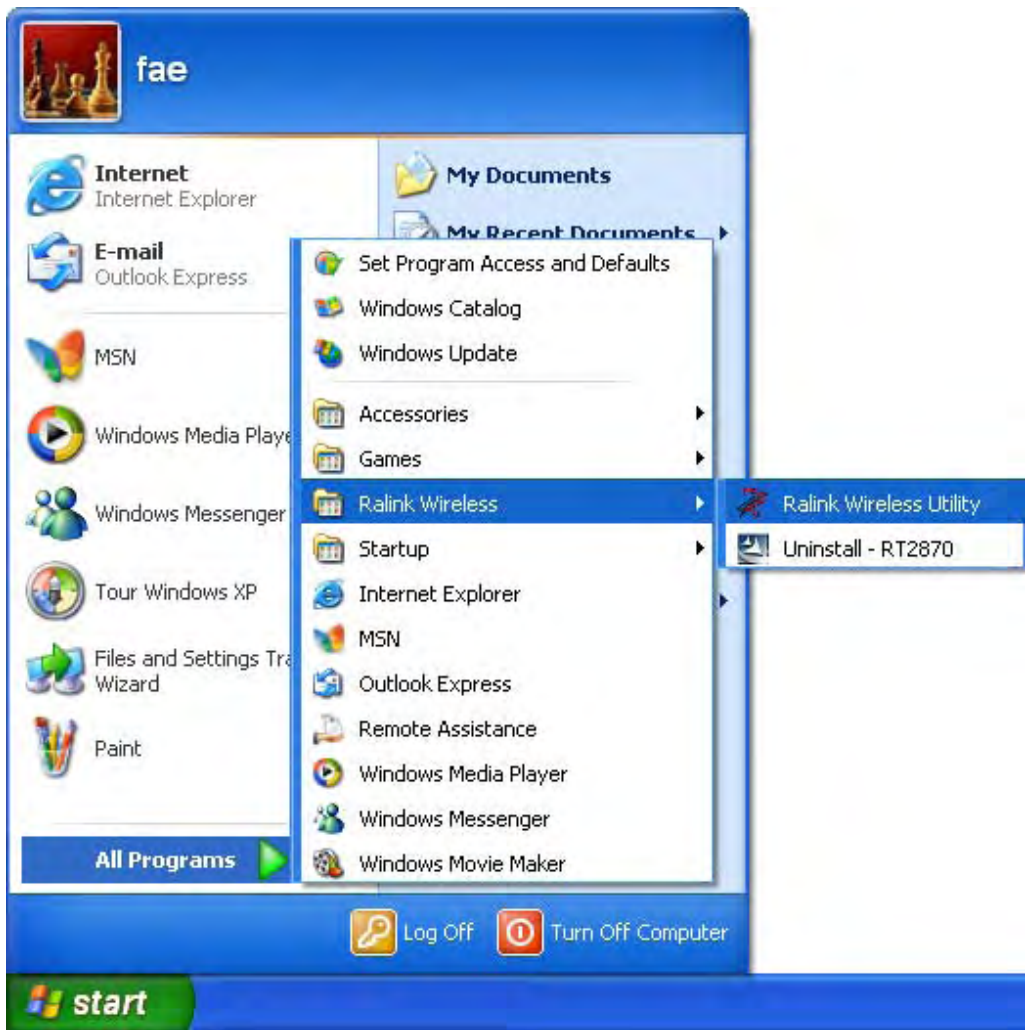 fae
Internet
Internet Explorer
E-mail
Outlook Express
MSN
Windows Media Playe
Windows Messenger
Tour Windows XP
Files and Settings Tra
Wizard
Paint
All Programs
My Documents
My Recent Documents
Set Program Access and Defaults
Windows Catalog
Windows Update
Accessories
Games
Ralink Wireless
Startup
Internet Explorer
MSN
Outlook Express
Remote Assistance
Windows Media Player
Windows Messenger
Windows Movie Maker
Ralink Wireless Utility
Uninstall - RT2870
Log Off
Turn Off Computer
start